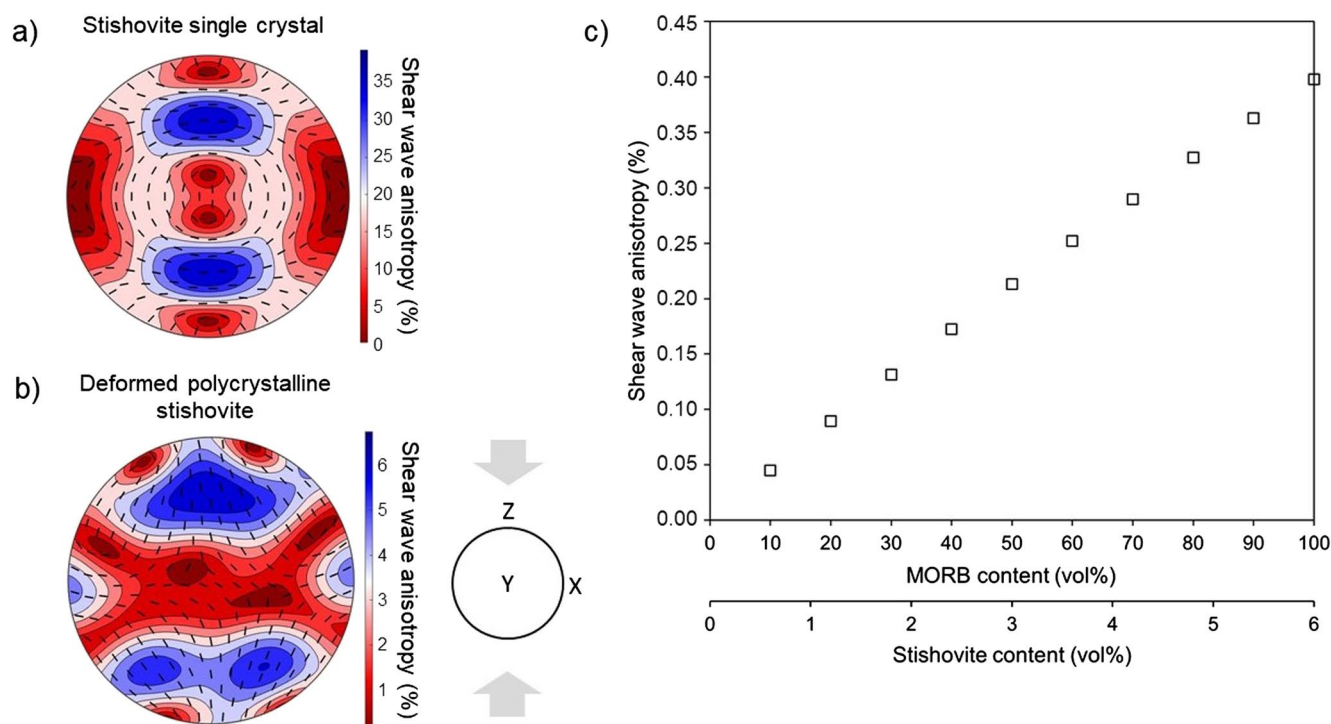 a)
Stishovite single crystal
35
30
25
20
15
10
5
0
Shear wave anisotropy (%)
b)
Deformed polycrystalline
stishovite
6
5
4
3
2
1
Shear wave anisotropy (%)
Z
Y
X
c)
0.45
0.40
0.35
0.30
0.25
0.20
0.15
0.10
0.05
0.00
Shear wave anisotropy (%)
0 10 20 30 40 50 60 70 80 90 100
MORB content (vol%)
0 1 2 3 4 5 6
Stishovite content (vol%)